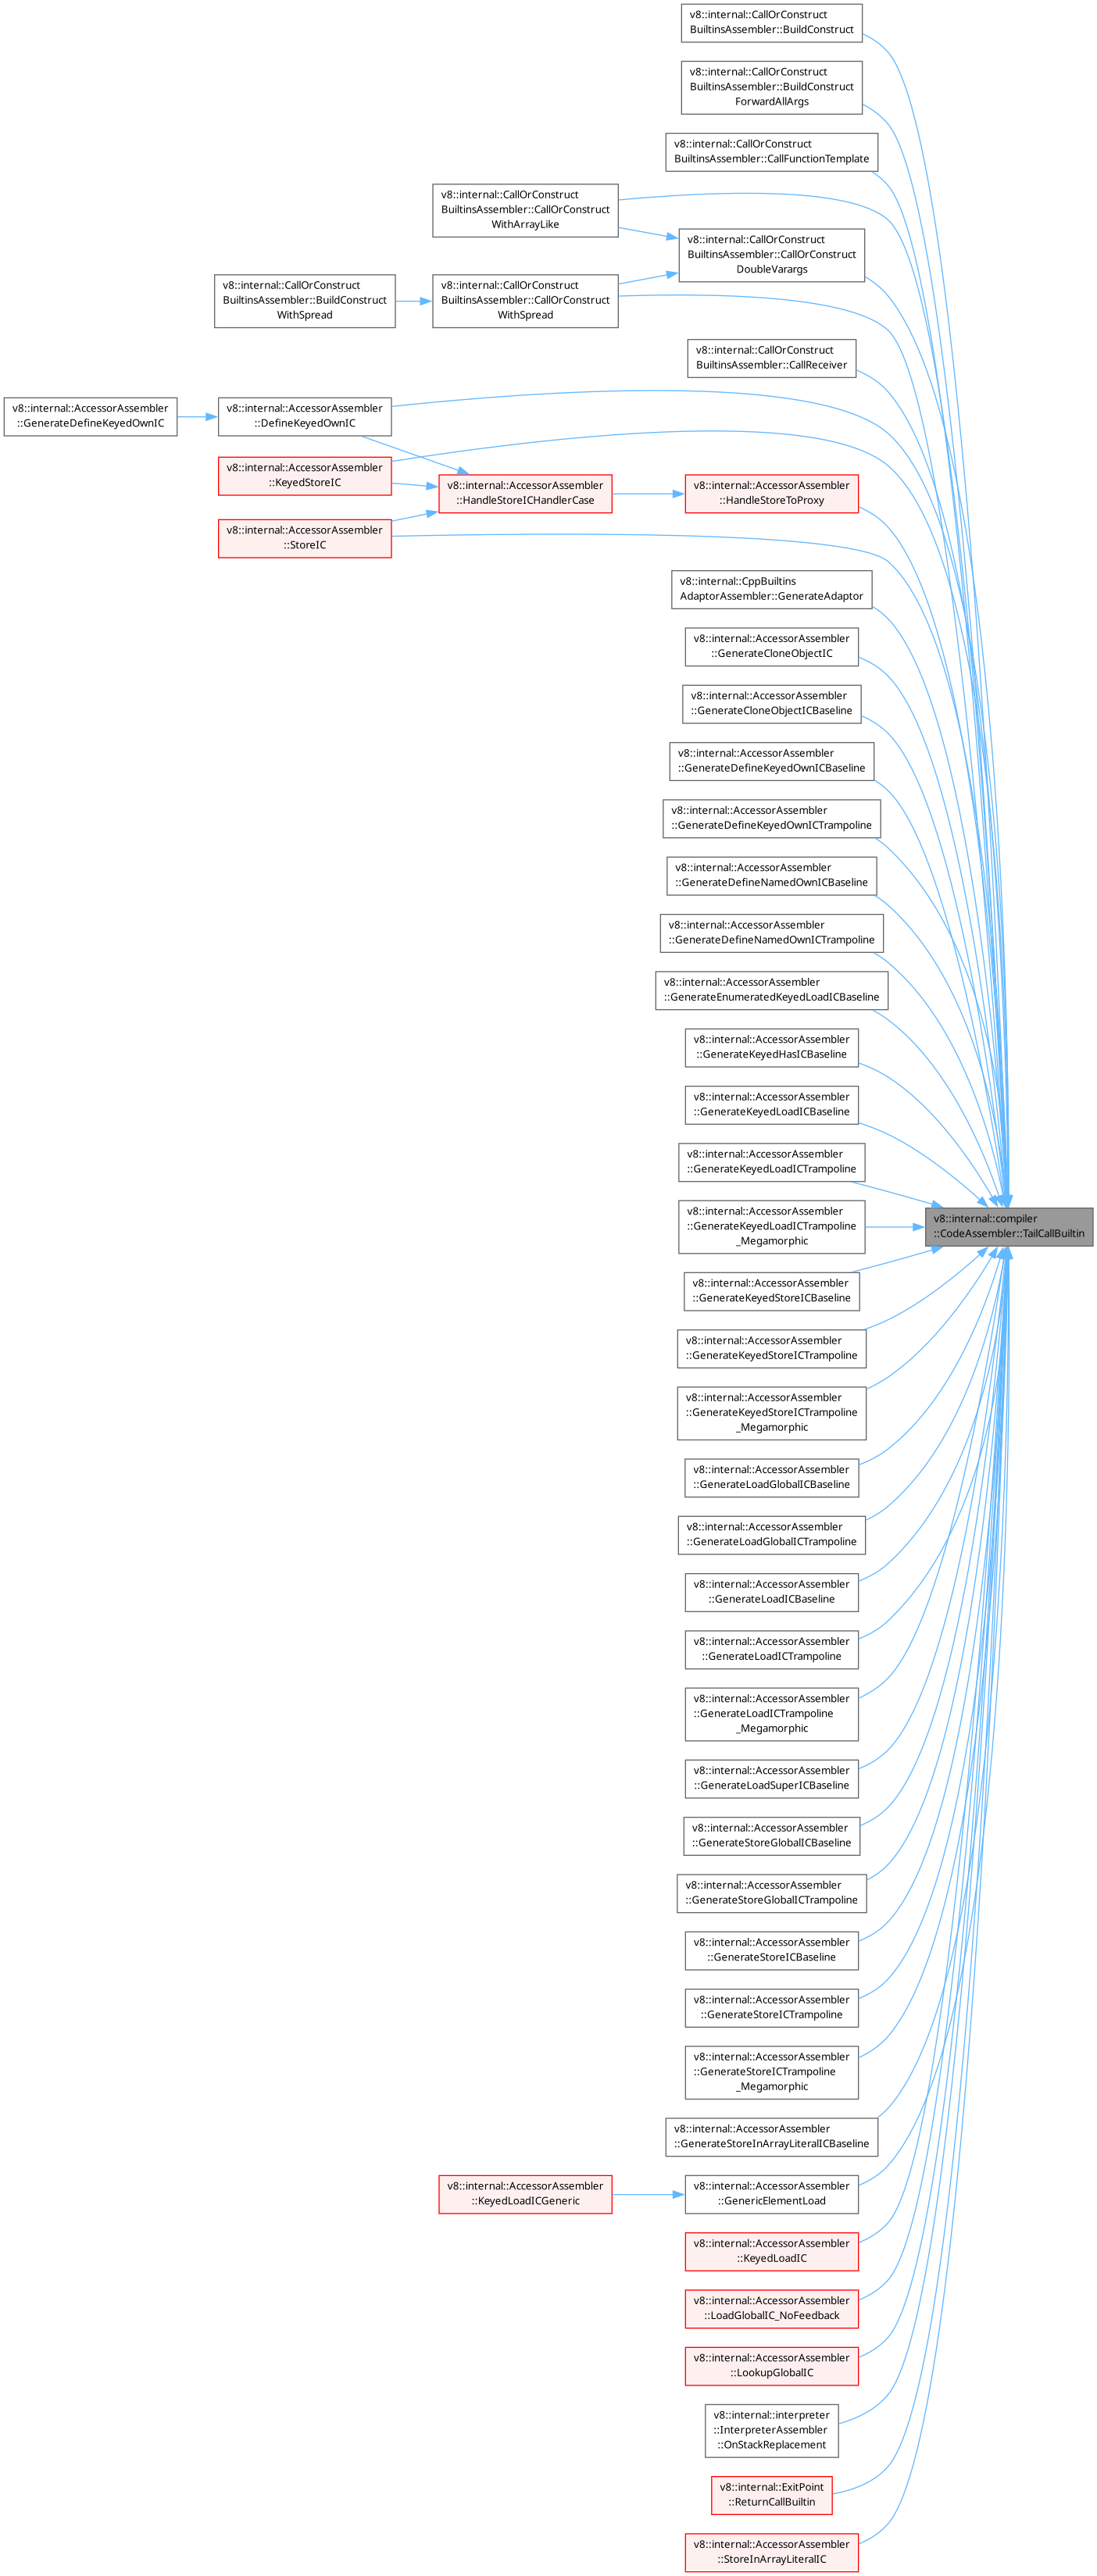 v8::internal::CallOrConstruct
BuiltinsAssembler::BuildConstruct
v8::internal::CallOrConstruct
BuiltinsAssembler::BuildConstruct
ForwardAllArgs
v8::internal::CallOrConstruct
BuiltinsAssembler::CallFunctionTemplate
v8::internal::CallOrConstruct
BuiltinsAssembler::CallOrConstruct
WithArrayLike
v8::internal::CallOrConstruct
BuiltinsAssembler::CallOrConstruct
DoubleVarargs
v8::internal::CallOrConstruct
BuiltinsAssembler::BuildConstruct
WithSpread
v8::internal::CallOrConstruct
BuiltinsAssembler::CallOrConstruct
WithSpread
v8::internal::CallOrConstruct
BuiltinsAssembler::CallReceiver
v8::internal::AccessorAssembler
::GenerateDefineKeyedOwnIC
v8::internal::AccessorAssembler
::DefineKeyedOwnIC
v8::internal::AccessorAssembler
::KeyedStoreIC
v8::internal::AccessorAssembler
::HandleStoreICHandlerCase
v8::internal::AccessorAssembler
::HandleStoreToProxy
v8::internal::AccessorAssembler
::StoreIC
v8::internal::CppBuiltins
AdaptorAssembler::GenerateAdaptor
v8::internal::AccessorAssembler
::GenerateCloneObjectIC
v8::internal::AccessorAssembler
::GenerateCloneObjectICBaseline
v8::internal::AccessorAssembler
::GenerateDefineKeyedOwnICBaseline
v8::internal::AccessorAssembler
::GenerateDefineKeyedOwnICTrampoline
v8::internal::AccessorAssembler
::GenerateDefineNamedOwnICBaseline
v8::internal::AccessorAssembler
::GenerateDefineNamedOwnICTrampoline
v8::internal::AccessorAssembler
::GenerateEnumeratedKeyedLoadICBaseline
v8::internal::AccessorAssembler
::GenerateKeyedHasICBaseline
v8::internal::AccessorAssembler
::GenerateKeyedLoadICBaseline
v8::internal::AccessorAssembler
::GenerateKeyedLoadICTrampoline
v8::internal::AccessorAssembler
::GenerateKeyedLoadICTrampoline
_Megamorphic
v8::internal::compiler
::CodeAssembler::TailCallBuiltin
v8::internal::AccessorAssembler
::GenerateKeyedStoreICBaseline
v8::internal::AccessorAssembler
::GenerateKeyedStoreICTrampoline
v8::internal::AccessorAssembler
::GenerateKeyedStoreICTrampoline
_Megamorphic
v8::internal::AccessorAssembler
::GenerateLoadGlobalICBaseline
v8::internal::AccessorAssembler
::GenerateLoadGlobalICTrampoline
v8::internal::AccessorAssembler
::GenerateLoadICBaseline
v8::internal::AccessorAssembler
::GenerateLoadICTrampoline
v8::internal::AccessorAssembler
::GenerateLoadICTrampoline
_Megamorphic
v8::internal::AccessorAssembler
::GenerateLoadSuperICBaseline
v8::internal::AccessorAssembler
::GenerateStoreGlobalICBaseline
v8::internal::AccessorAssembler
::GenerateStoreGlobalICTrampoline
v8::internal::AccessorAssembler
::GenerateStoreICBaseline
v8::internal::AccessorAssembler
::GenerateStoreICTrampoline
v8::internal::AccessorAssembler
::GenerateStoreICTrampoline
_Megamorphic
v8::internal::AccessorAssembler
::GenerateStoreInArrayLiteralICBaseline
v8::internal::AccessorAssembler
::KeyedLoadICGeneric
v8::internal::AccessorAssembler
::GenericElementLoad
v8::internal::AccessorAssembler
::KeyedLoadIC
v8::internal::AccessorAssembler
::LoadGlobalIC_NoFeedback
v8::internal::AccessorAssembler
::LookupGlobalIC
v8::internal::interpreter
::InterpreterAssembler
::OnStackReplacement
v8::internal::ExitPoint
::ReturnCallBuiltin
v8::internal::AccessorAssembler
::StoreInArrayLiteralIC